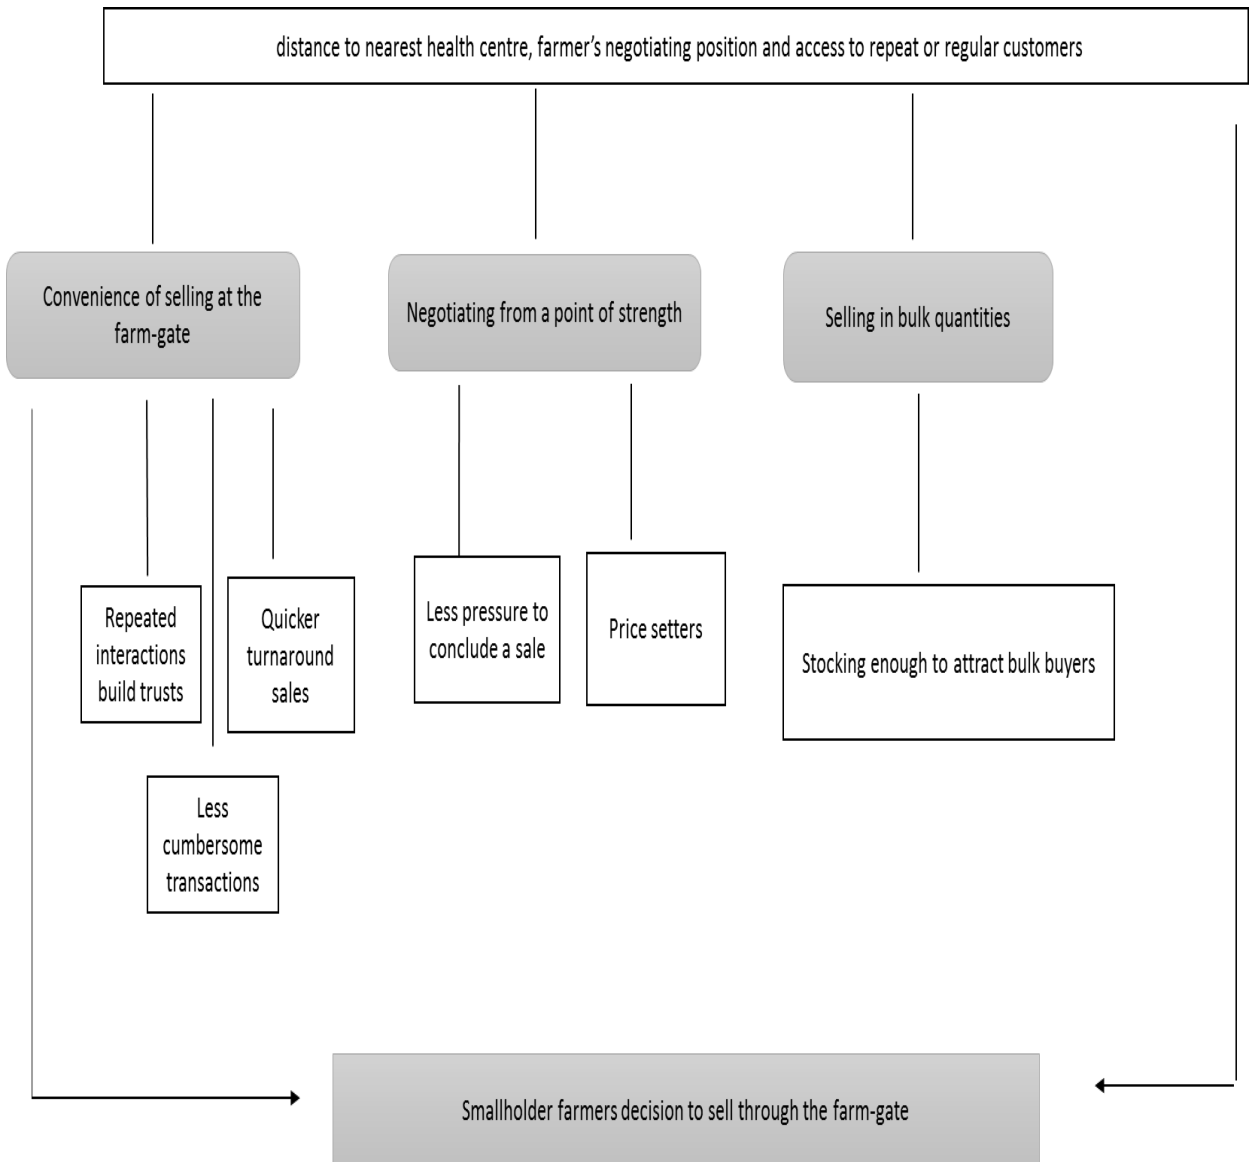 distance to nearest health centre, farmer's negotiating position and access to repeat or regular customers
Convenience of selling at the
farm-gate
Negotiating from a point of strength
Selling in bulk quantities
Repeated
interactions
build trusts
Quicker
turnaround
sales
Less pressure to
conclude a sale
Price setters
Stocking enough to attract bulk buyers
Less
cumbersome
transactions
Smallholder farmers decision to sell through the farm-gate